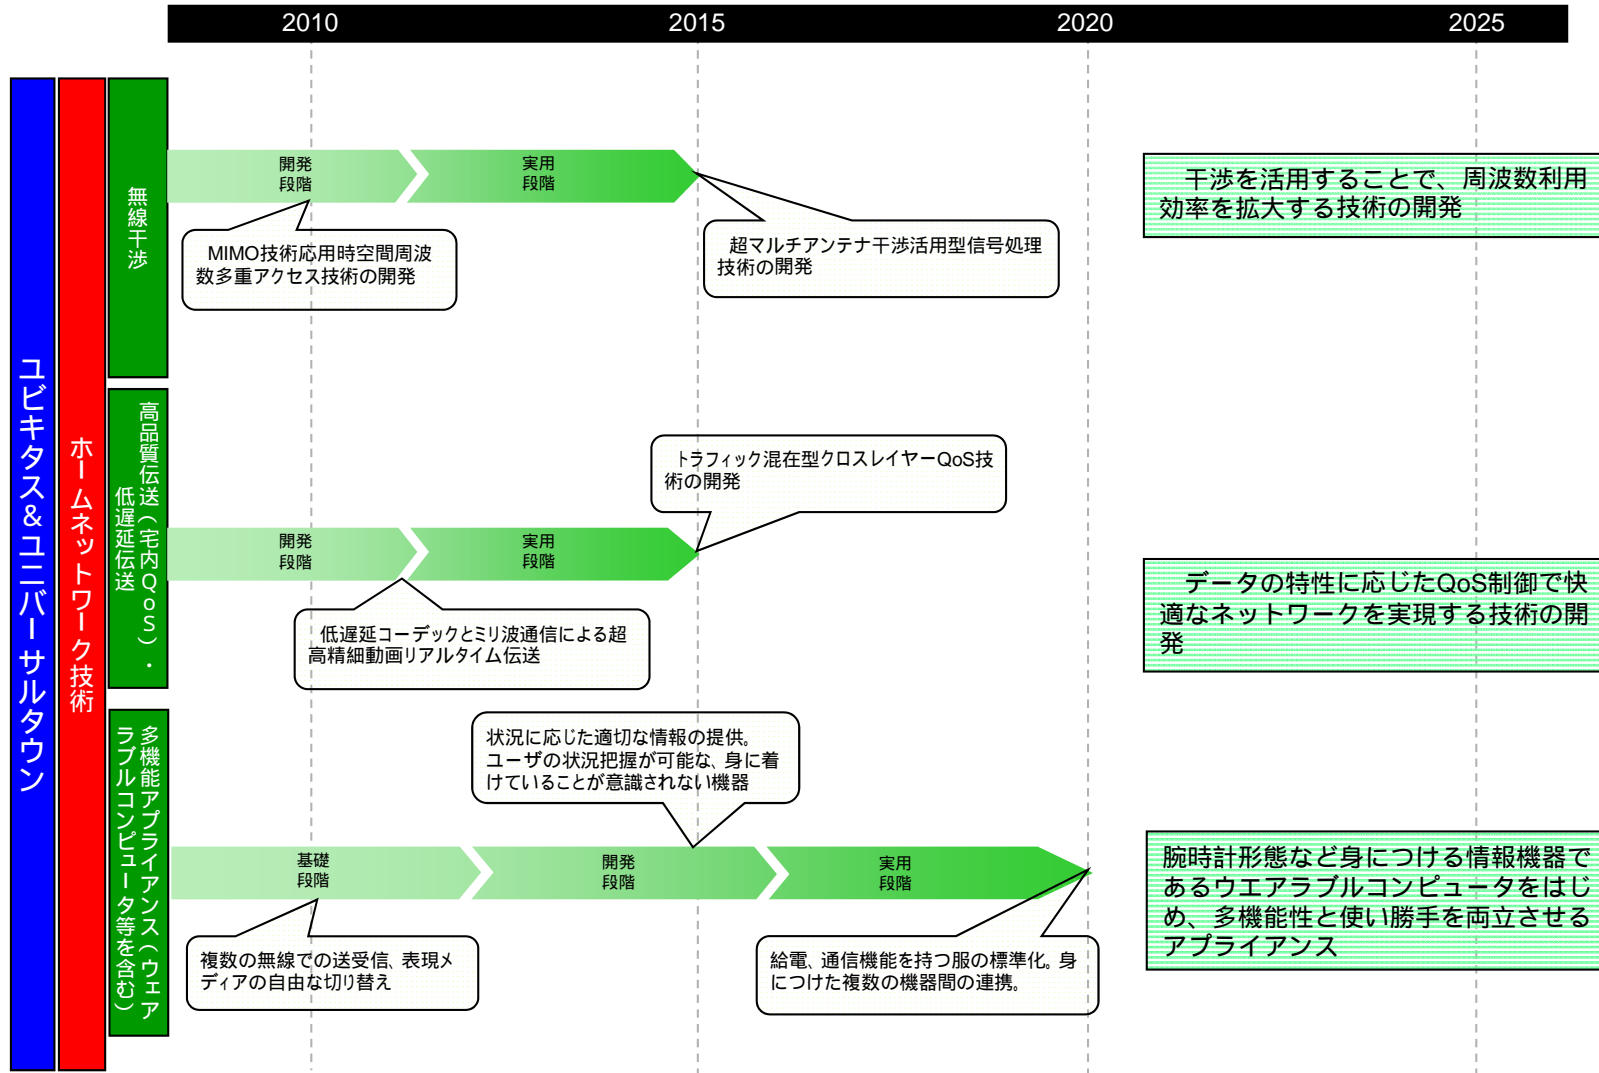 2010
2015
2020
2025
ユビキタス＆ユニバーサルタウン
ホームネットワーク技術
無線干渉
開発
段階
実用
段階
MIMO技術応用時空間周波
数多重アクセス技術の開発
超マルチアンテナ干渉活用型信号処理
技術の開発
干渉を活用することで、周波数利用
効率を拡大する技術の開発
高品質伝送（宅内QoS）・
低遅延伝送
トラフィック混在型クロスレイヤーQoS技
術の開発
開発
段階
実用
段階
低遅延コーデックとミリ波通信による超
高精細動画リアルタイム伝送
データの特性に応じたQoS制御で快
適なネットワークを実現する技術の開
発
多機能アプライアンス（ウェア
ラブルコンピュータ等を含む）
状況に応じた適切な情報の提供。
ユーザの状況把握が可能な、身に着
けていることが意識されない機器
基礎
段階
開発
段階
実用
段階
複数の無線での送受信、表現メ
ディアの自由な切り替え
給電、通信機能を持つ服の標準化。身
につけた複数の機器間の連携。
腕時計形態など身につける情報機器で
あるウエアラブルコンピュータをはじ
め、多機能性と使い勝手を両立させる
アプライアンス